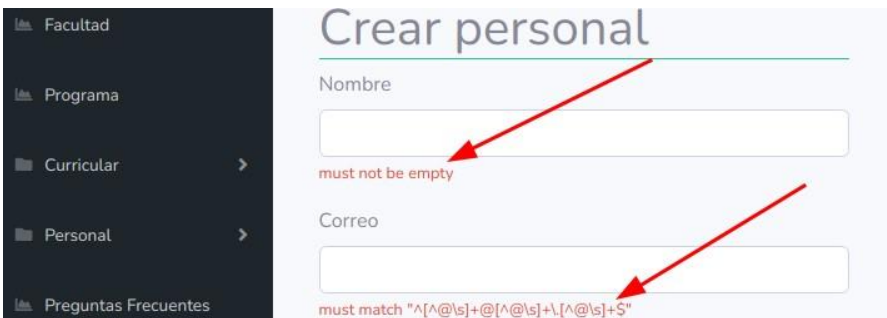 Facultad
Programa
Curricular
Personal
Preguntas Frecuentes
Crear personal
Nombre
must not be empty
Correo
must match "^[^@\s]+@[^@\s]+\.[^@\s]+$"